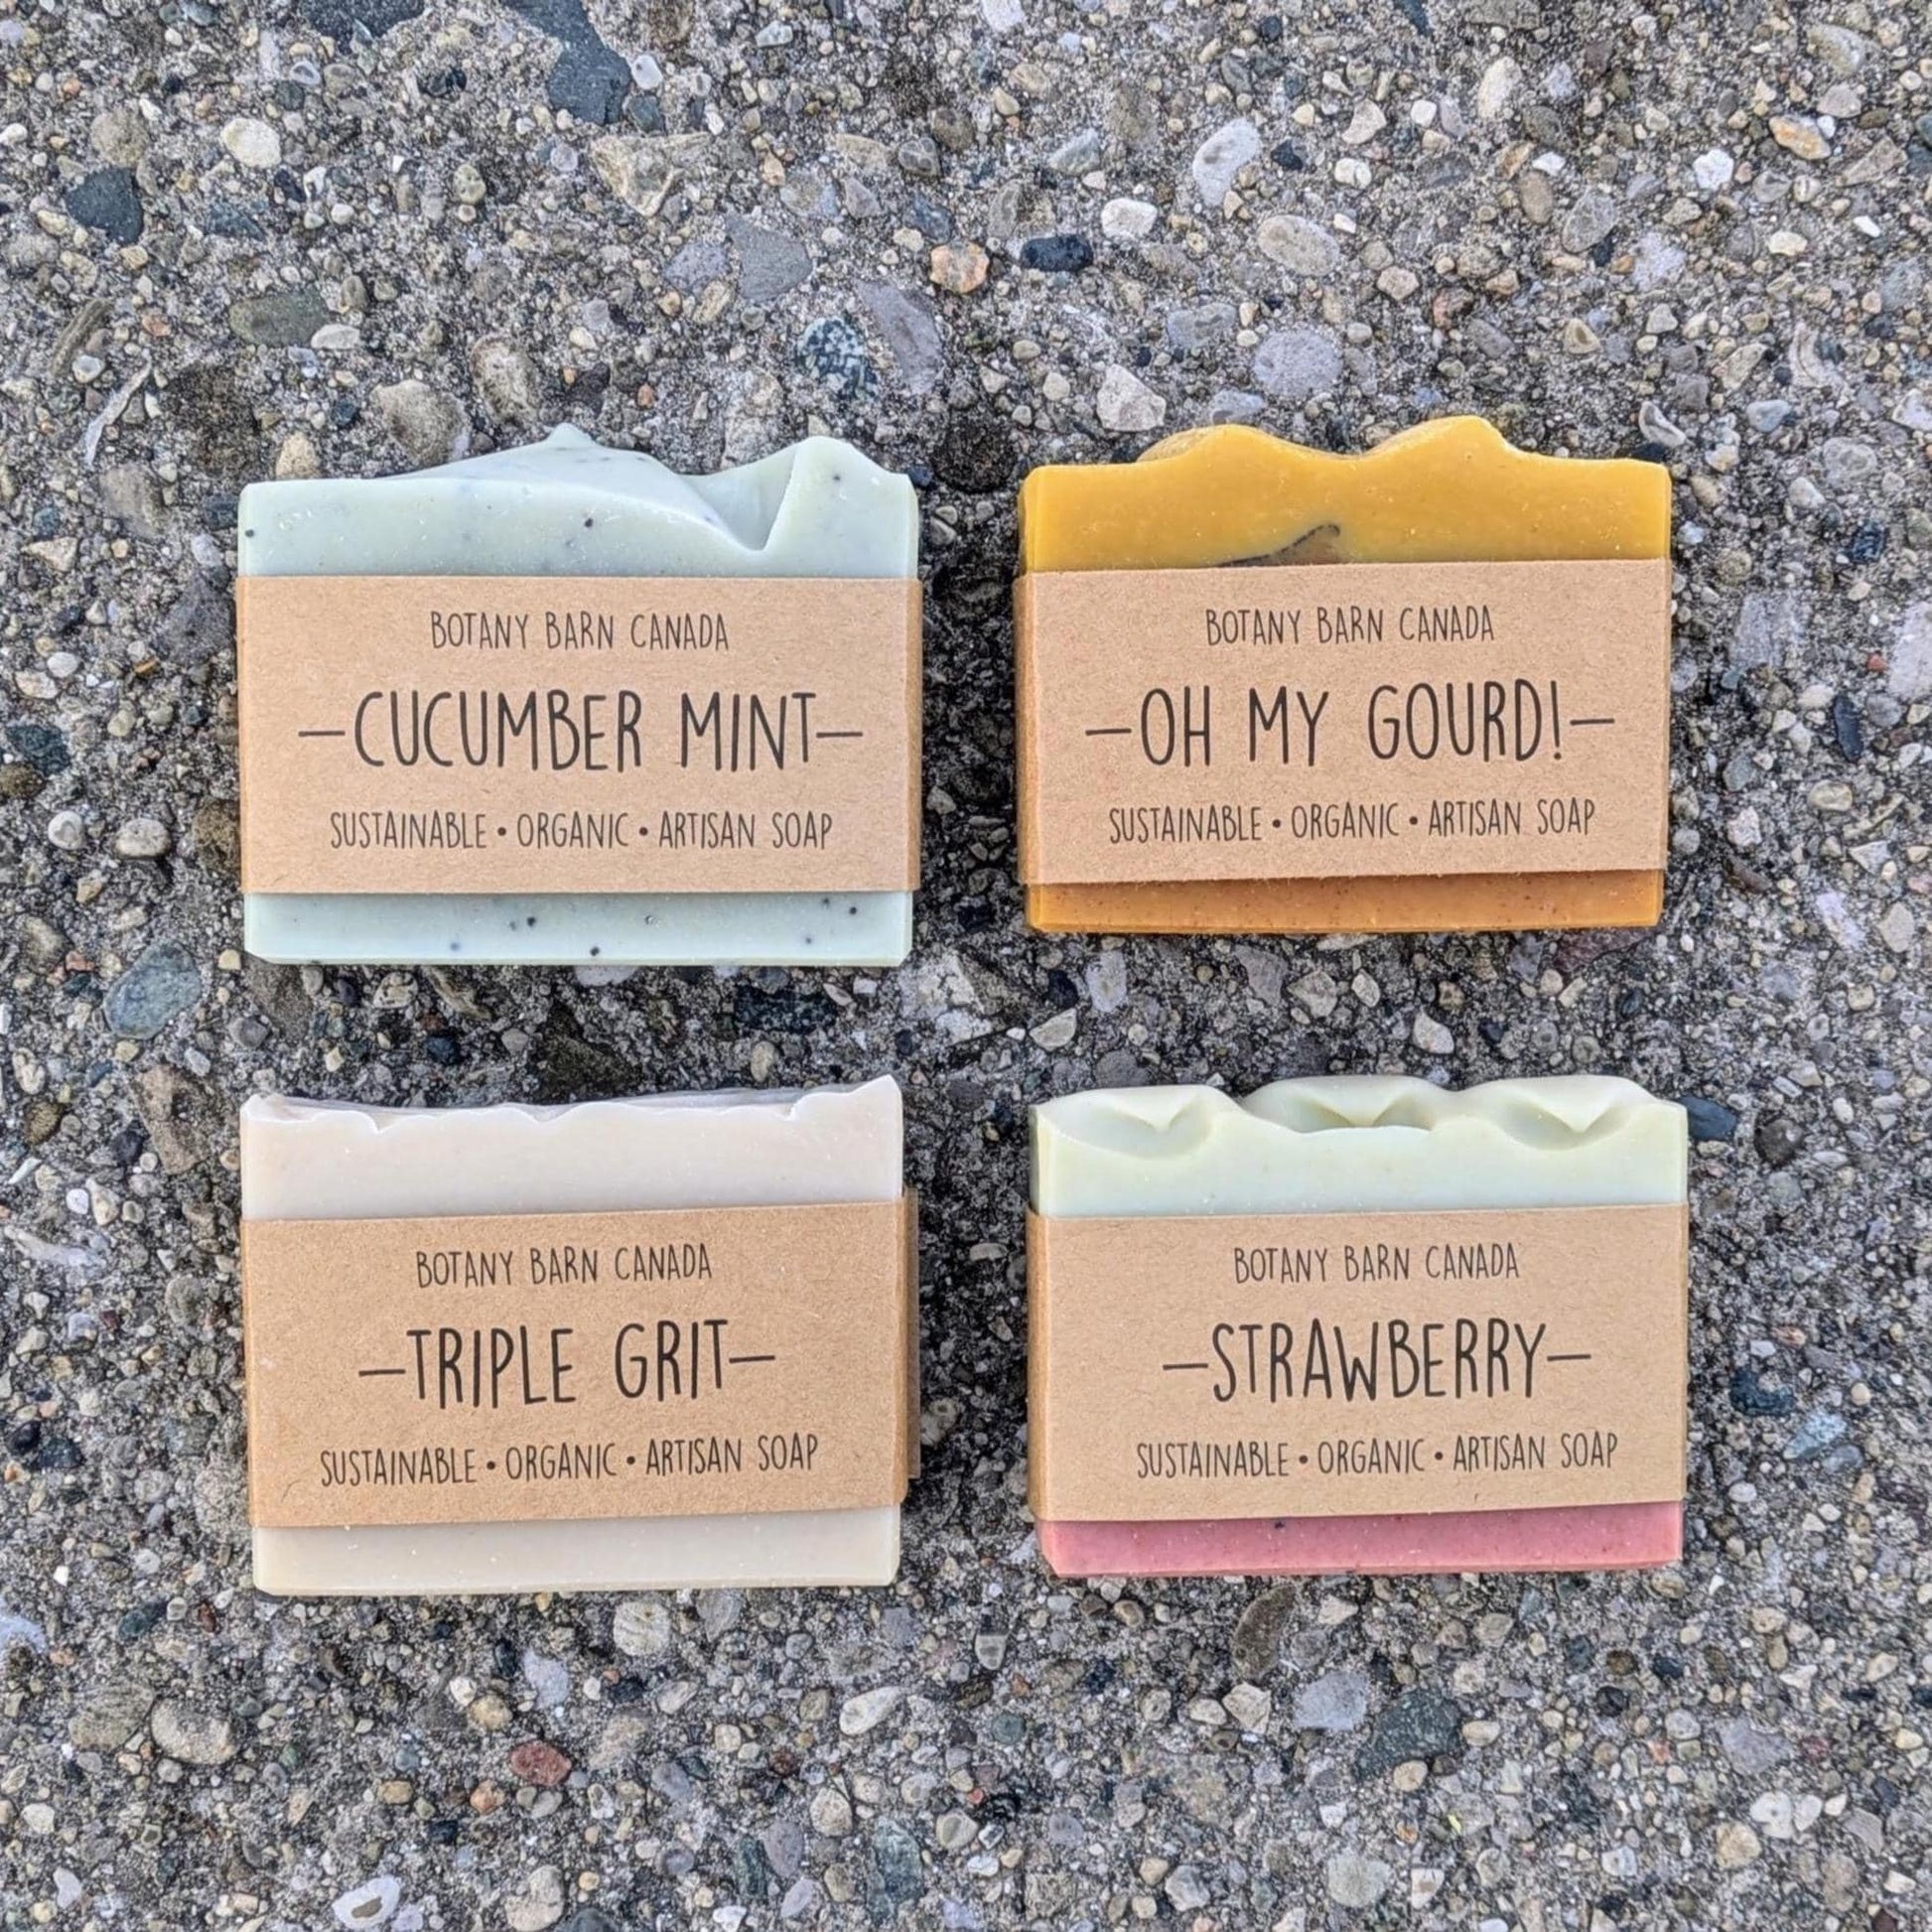 BOTANY BARN CANADA
—CUCUMBER MINT—
SUSTAINABLE • ORGANIC • ARTISAN SOAP
BOTANY BARN CANADA
—OH MY GOURD!—
SUSTAINABLE • ORGANIC • ARTISAN SOAP
BOTANY BARN CANADA
—TRIPLE GRIT—
SUSTAINABLE • ORGANIC • ARTISAN SOAP
BOTANY BARN CANADA
—STRAWBERRY—
SUSTAINABLE • ORGANIC • ARTISAN SOAP